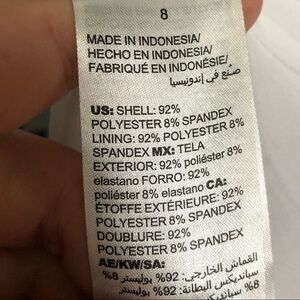 8
MADE IN INDONESIA/
HECHO EN INDONESIA/
FABRIQUÉ EN INDONÉSIE/
صنع في إندونيسيا
US: SHELL: 92%
POLYESTER 8% SPANDEX
LINING: 92% POLYESTER 8%
SPANDEX MX: TELA
EXTERIOR: 92% poliéster 8%
elastano FORRO: 92%
poliéster 8% elastano CA:
ÉTOFFE EXTÉRIEURE: 92%
POLYESTER 8% SPANDEX
DOUBLURE: 92%
POLYESTER 8% SPANDEX
AE/KW/SA:
القماش الخارجي: 92% بوليستر 8%
سبانديكس البطانة: 92% بوليستر
8% سبانديكس